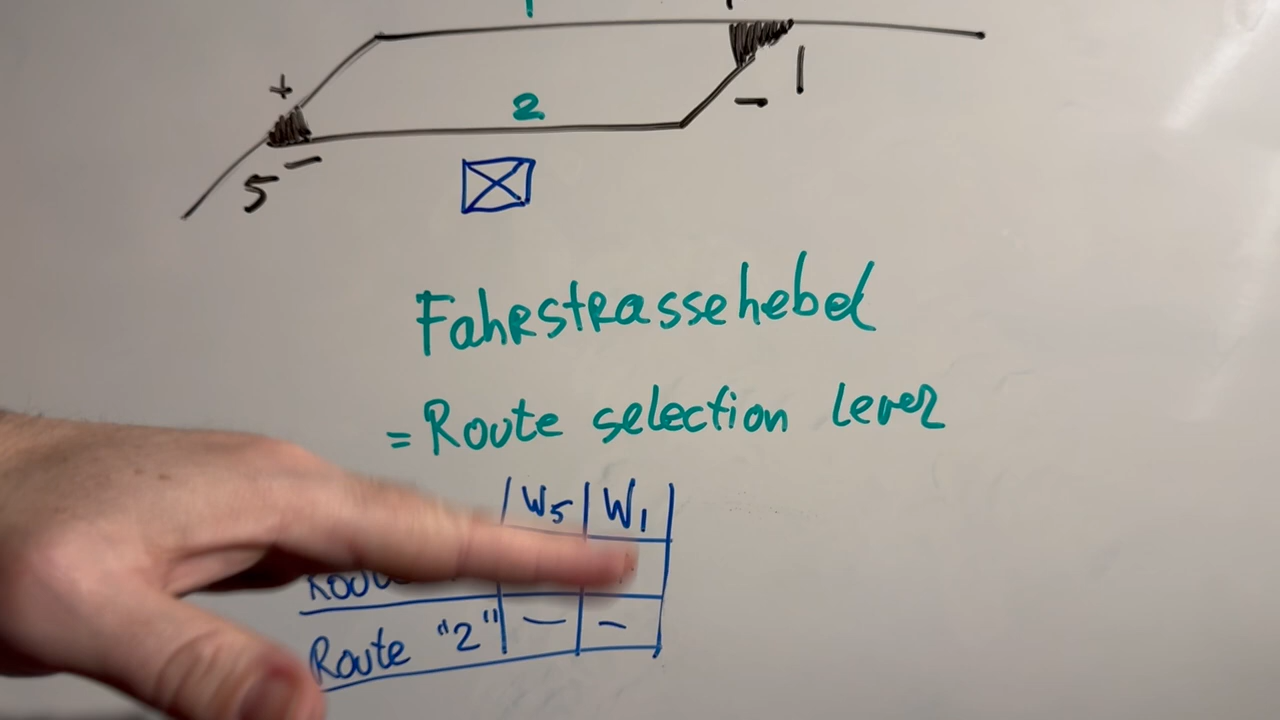 +
2
-
1
5 -
Fahrstrassehebel
= Route selection lever
W5 W1
Route "2" - -